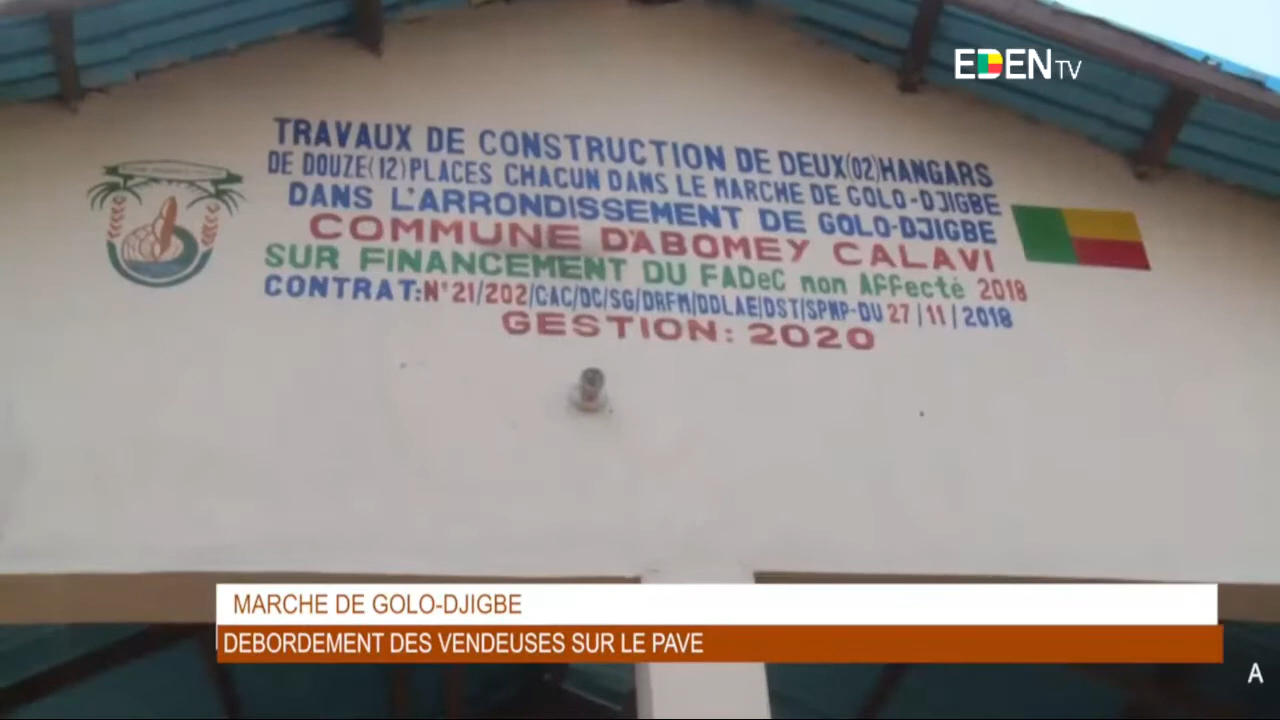 EDEN TV
TRAVAUX DE CONSTRUCTION DE DEUX(02)HANGARS
DE DOUZE(12)PLACES CHACUN DANS LE MARCHE DE GOLO-DJIGBE
DANS L'ARRONDISSEMENT DE GOLO-DJIGBE
COMMUNE D'ABOMEY CALAVI
SUR FINANCEMENT DU FADeC non Affecté 2018
CONTRAT:N°21/202/CAC/DC/SG/DRFM/DDLAE/DST/SPMP-DU 27/11/2018
GESTION: 2020
MARCHE DE GOLO-DJIGBE
DEBORDEMENT DES VENDEUSES SUR LE PAVE
A